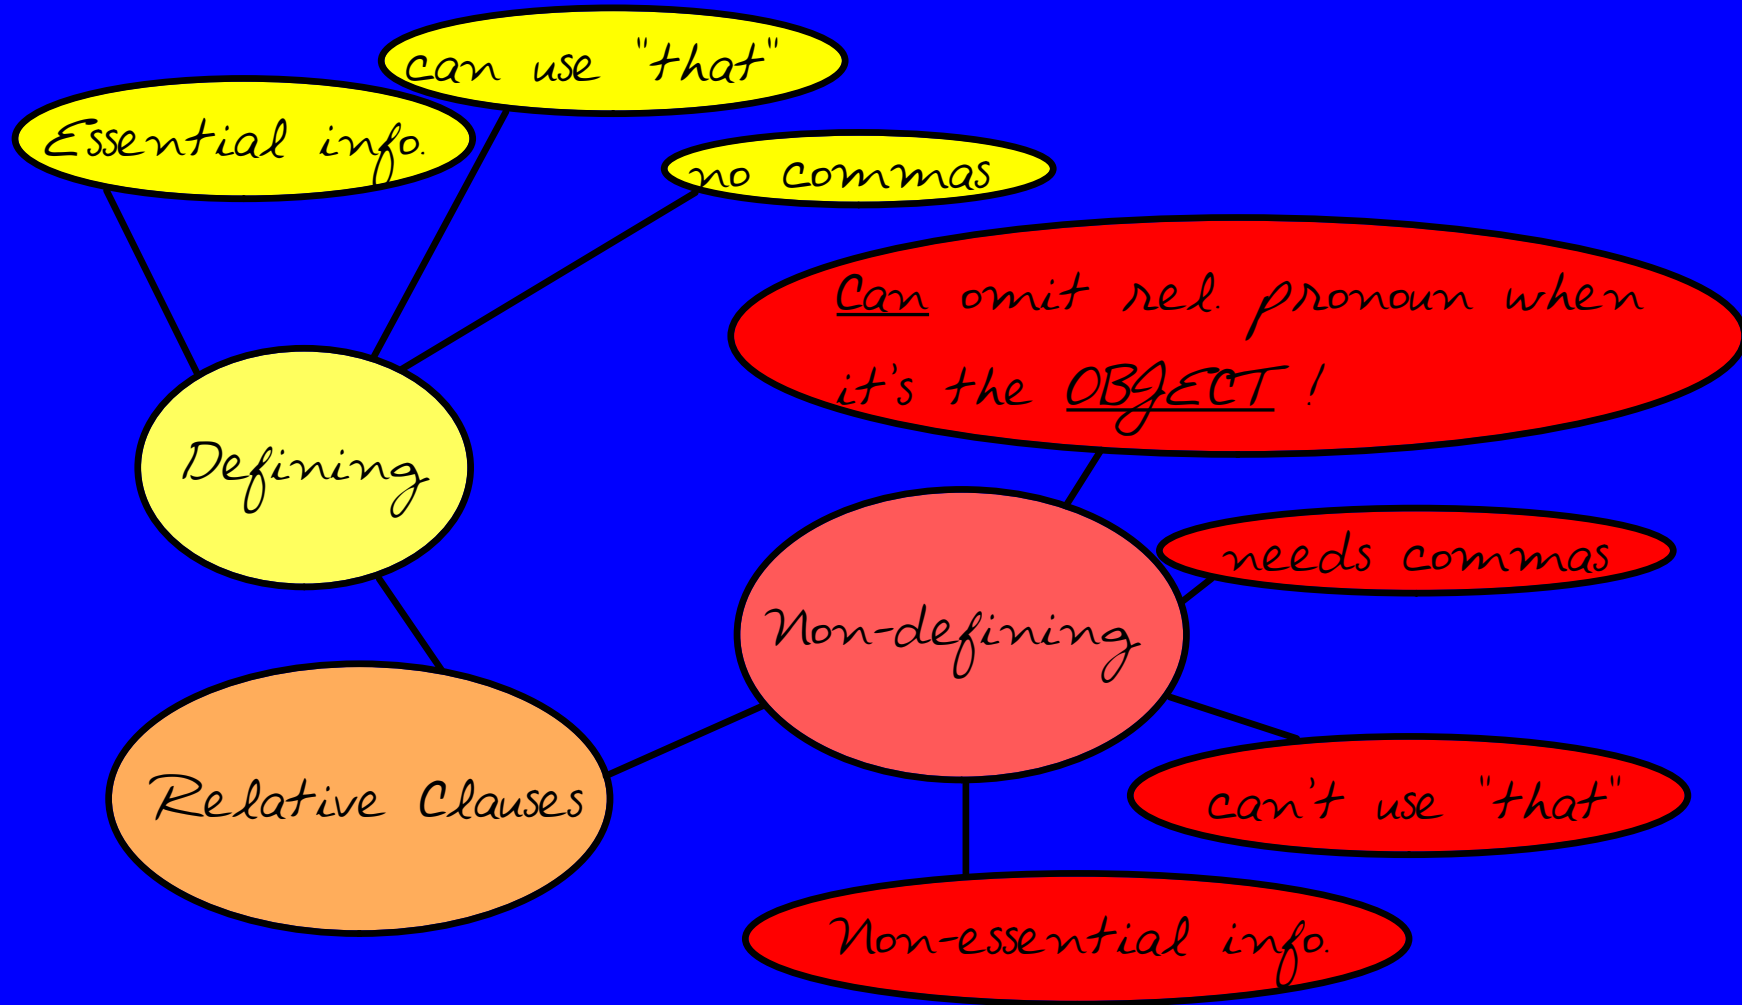 can use "that"
Essential info.
no commas
Can omit rel. pronoun when
it's the OBJECT !
Defining
needs commas
Non-defining
Relative Clauses
can't use "that"
Non-essential info.